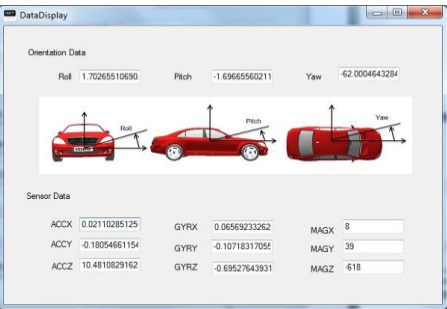 DataDisplay
Orientation Data
Roll 1.70265510690 Pitch -1.69665560211 Yaw -62.0004643284
Roll Pitch Yaw
Sensor Data
ACCX 0.02110285125 GYRX 0.06569233262 MAGX 8
ACCY -0.18054661154 GYRY -0.10718317055 MAGY 39
ACCZ 10.4810829162 GYRZ -0.69527643931 MAGZ -618